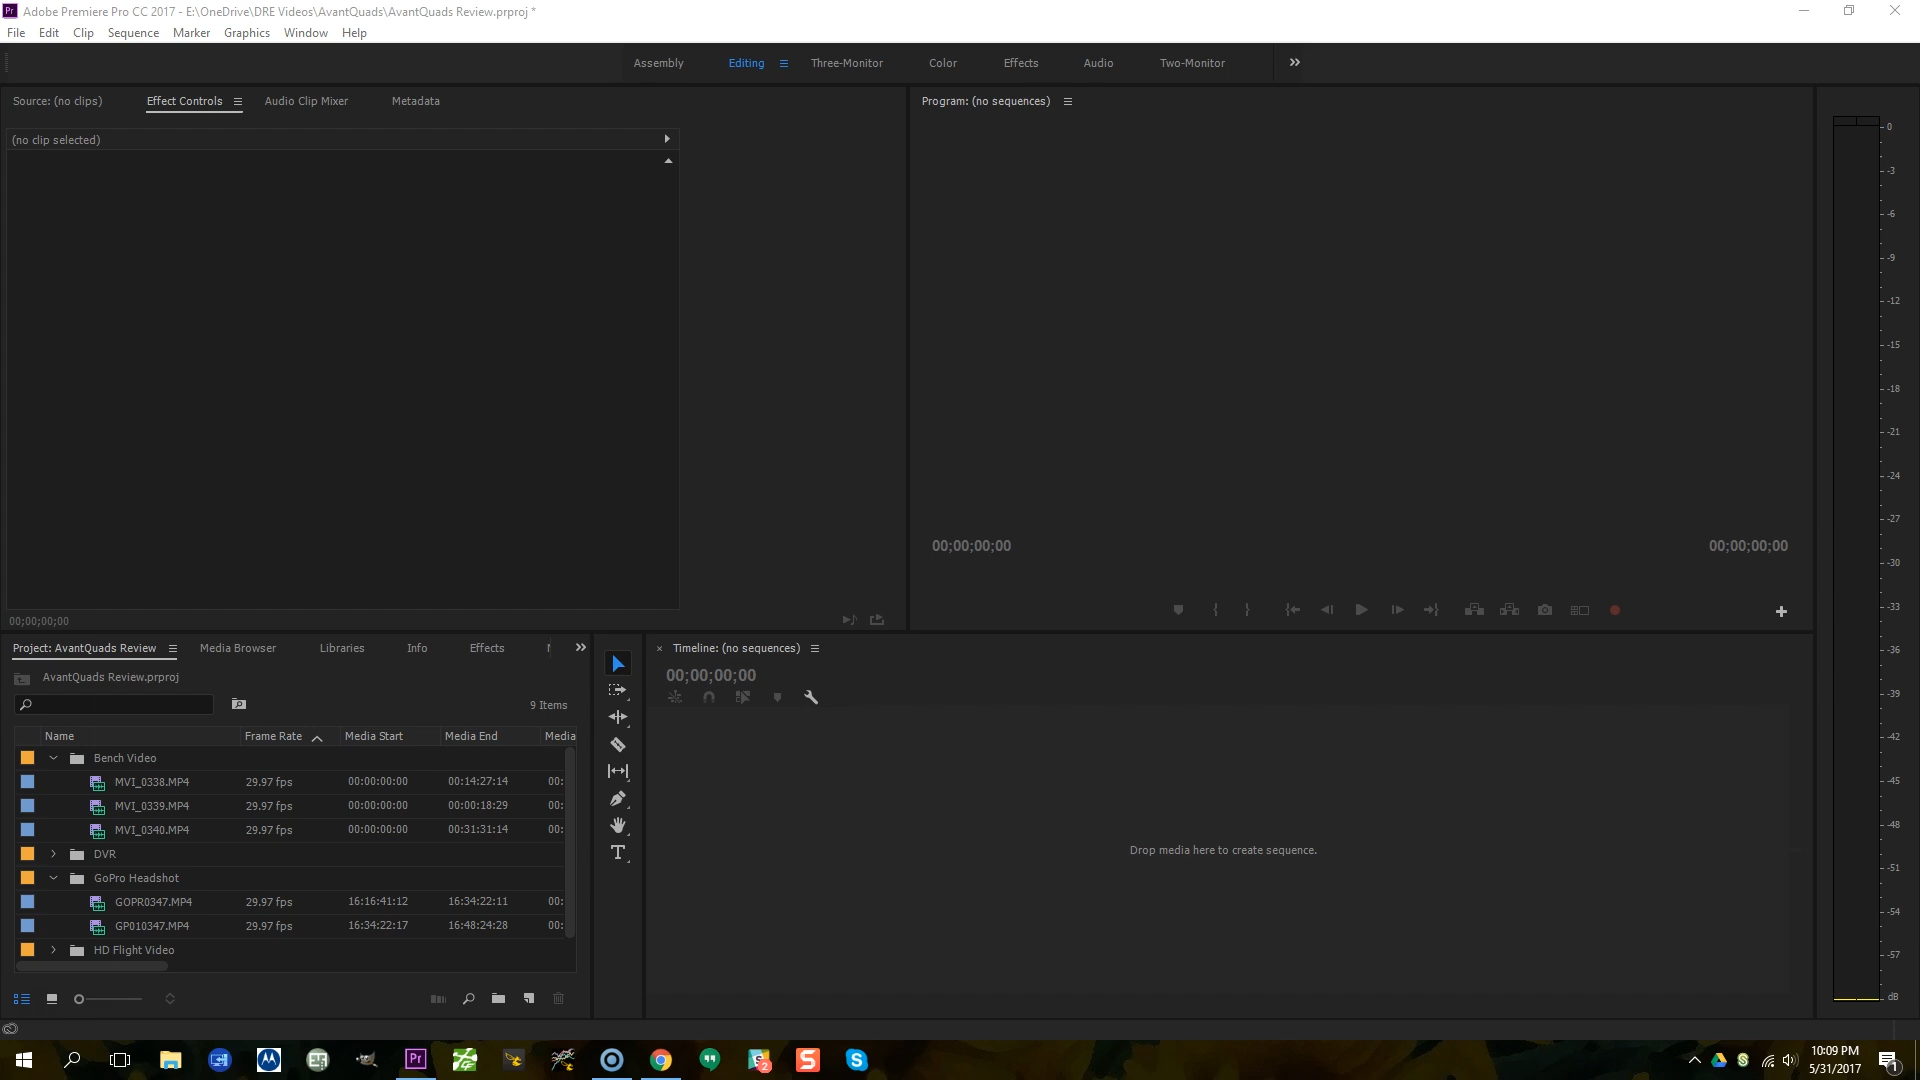 Adobe Premiere Pro CC 2017 - E:\OneDrive\DRE Videos\AvantQuads\AvantQuads Review.prproj *
File Edit Clip Sequence Marker Graphics Window Help
Assembly Editing Three-Monitor Color Effects Audio Two-Monitor
Source: (no clips) Effect Controls Audio Clip Mixer Metadata
Program: (no sequences)
(no clip selected)
0
-3
-6
-9
-12
-15
-18
-21
-24
-27
-30
-33
-36
-39
-42
-45
-48
-51
-54
-57
dB
00;00;00;00
00;00;00;00 00;00;00;00
Project: AvantQuads Review Media Browser Libraries Info Effects
AvantQuads Review.prproj
9 Items
Name Frame Rate Media Start Media End Media
Bench Video
MVI_0338.MP4 29.97 fps 00:00:00:00 00:14:27:14 00:
MVI_0339.MP4 29.97 fps 00:00:00:00 00:00:18:29 00:
MVI_0340.MP4 29.97 fps 00:00:00:00 00:31:31:14 00:
DVR
GoPro Headshot
GOPR0347.MP4 29.97 fps 16:16:41:12 16:34:22:11 00:
GP010347.MP4 29.97 fps 16:34:22:17 16:48:24:28 00:
HD Flight Video
Timeline: (no sequences)
00;00;00;00
Drop media here to create sequence.
Pr
2
S
10:09 PM
5/31/2017
1